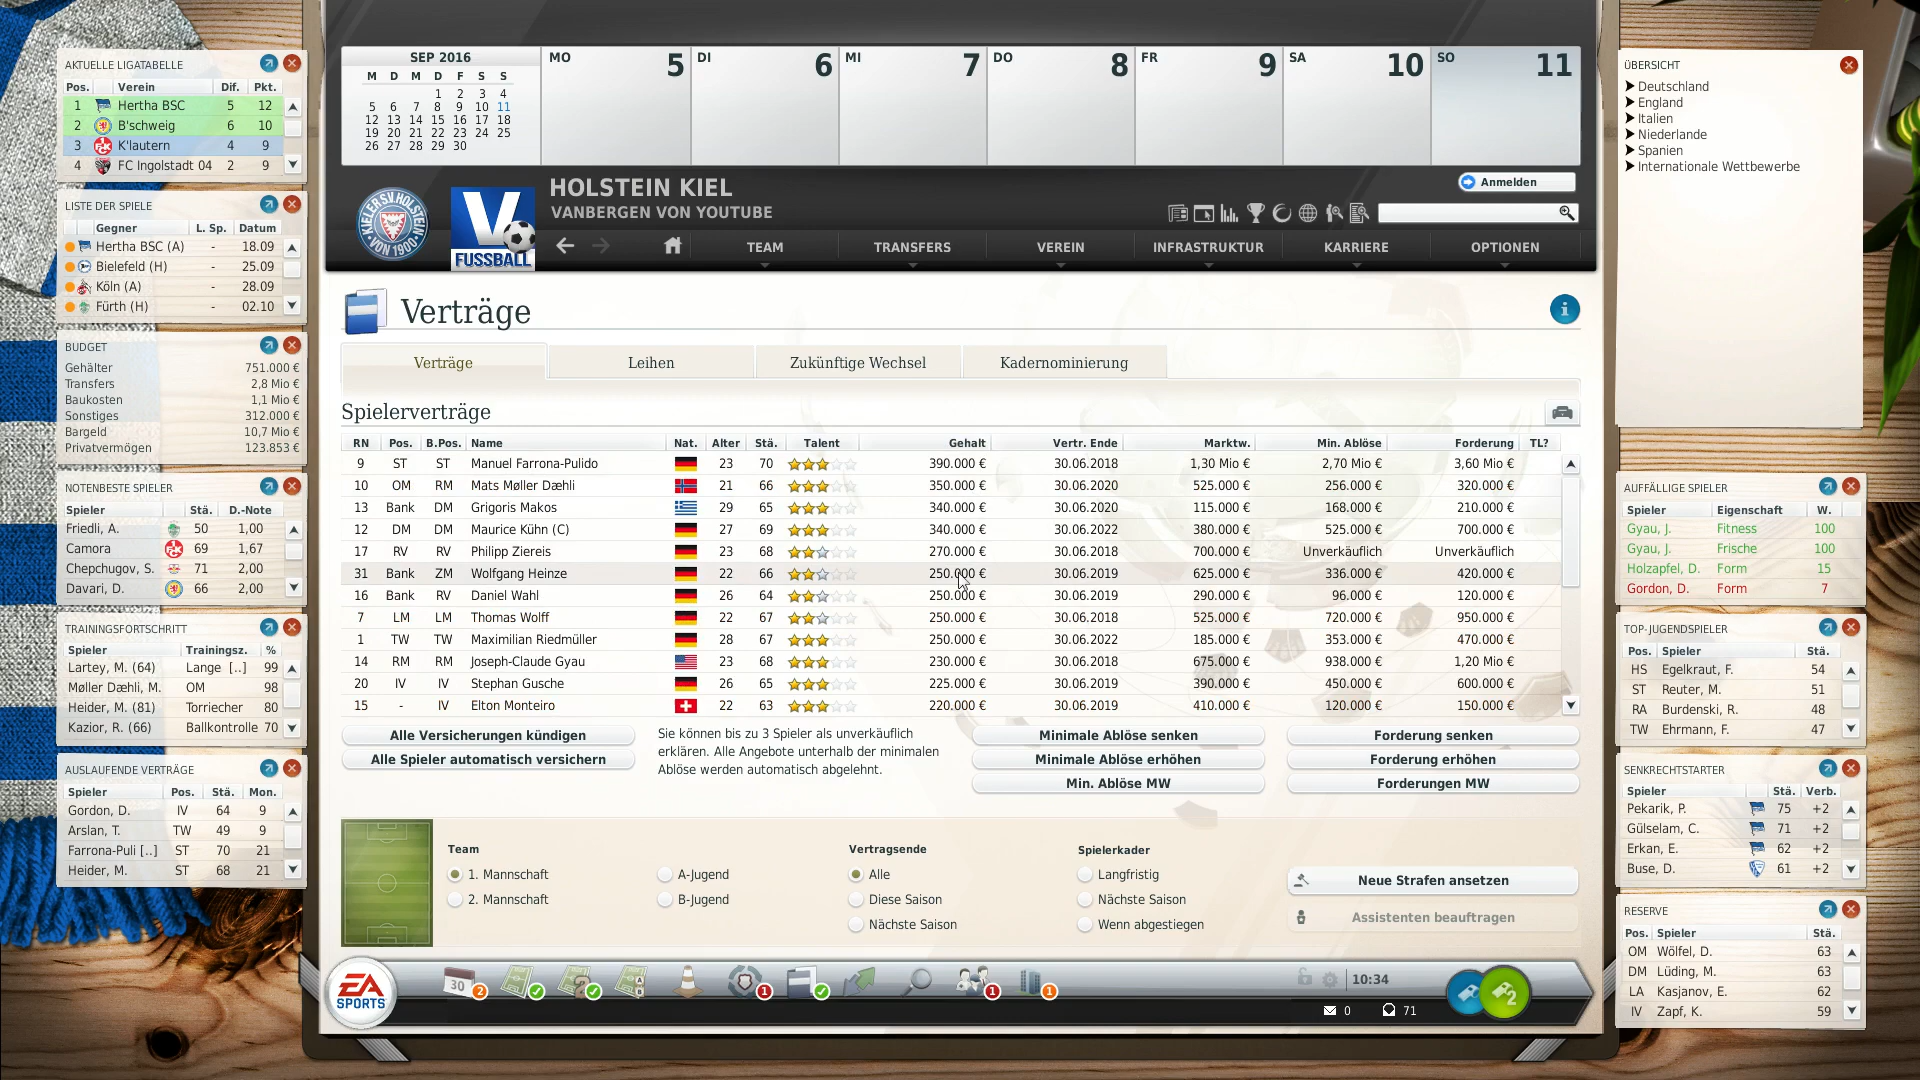 AKTUELLE LIGATABELLE
Pos. Verein Dif. Pkt.
1 Hertha BSC 5 12
2 B'schweig 6 10
3 K'lautern 4 9
4 FC Ingolstadt 04 2 9
LISTE DER SPIELE
Gegner L. Sp. Datum
Hertha BSC (A) - 18.09
Bielefeld (H) - 25.09
Köln (A) - 28.09
Fürth (H) - 02.10
BUDGET
Gehälter 751.000 €
Transfers 2,8 Mio €
Baukosten 1,1 Mio €
Sonstiges 312.000 €
Bargeld 10,7 Mio €
Privatvermögen 123.853 €
NOTENBESTE SPIELER
Spieler Stä. D.-Note
Friedli, A. 50 1,00
Camora 69 1,67
Chepchugov, S. 71 2,00
Davari, D. 66 2,00
TRAININGSFORTSCHRITT
Spieler Trainingsz. %
Lartey, M. (64) Lange [..] 99
Møller Dæhli, M. OM 98
Heider, M. (81) Torriecher 80
Kazior, R. (66) Ballkontrolle 70
AUSLAUFENDE VERTRÄGE
Spieler Pos. Stä. Mon.
Gordon, D. IV 64 9
Arslan, T. TW 49 9
Farrona-Puli [..] ST 70 21
Heider, M. ST 68 21
SEP 2016
M D M D F S S
1 2 3 4
5 6 7 8 9 10 11
12 13 14 15 16 17 18
19 20 21 22 23 24 25
26 27 28 29 30
MO 5 DI 6 MI 7 DO 8 FR 9 SA 10 SO 11
KIELER S.V. HOLSTEIN VON 1900
V
FUSSBALL
HOLSTEIN KIEL
VANBERGEN VON YOUTUBE
Anmelden
TEAM TRANSFERS VEREIN INFRASTRUKTUR KARRIERE OPTIONEN
Verträge
i
Verträge Leihen Zukünftige Wechsel Kadernominierung
Spielerverträge
RN Pos. B.Pos. Name Nat. Alter Stä. Talent Gehalt Vertr. Ende Marktw. Min. Ablöse Forderung TL?
9 ST ST Manuel Farrona-Pulido 23 70 390.000 € 30.06.2018 1,30 Mio € 2,70 Mio € 3,60 Mio €
10 OM RM Mats Møller Dæhli 21 66 350.000 € 30.06.2020 525.000 € 256.000 € 320.000 €
13 Bank DM Grigoris Makos 29 65 340.000 € 30.06.2020 115.000 € 168.000 € 210.000 €
12 DM DM Maurice Kühn (C) 27 69 340.000 € 30.06.2022 380.000 € 525.000 € 700.000 €
17 RV RV Philipp Ziereis 23 68 270.000 € 30.06.2018 700.000 € Unverkäuflich Unverkäuflich
31 Bank ZM Wolfgang Heinze 22 66 250.000 € 30.06.2019 625.000 € 336.000 € 420.000 €
16 Bank RV Daniel Wahl 26 64 250.000 € 30.06.2019 290.000 € 96.000 € 120.000 €
7 LM LM Thomas Wolff 22 67 250.000 € 30.06.2018 525.000 € 720.000 € 950.000 €
1 TW TW Maximilian Riedmüller 28 67 250.000 € 30.06.2022 185.000 € 353.000 € 470.000 €
14 RM RM Joseph-Claude Gyau 23 68 230.000 € 30.06.2018 675.000 € 938.000 € 1,20 Mio €
20 IV IV Stephan Gusche 26 65 225.000 € 30.06.2019 390.000 € 450.000 € 600.000 €
15 - IV Elton Monteiro 22 63 220.000 € 30.06.2019 410.000 € 120.000 € 150.000 €
Alle Versicherungen kündigen
Alle Spieler automatisch versichern
Sie können bis zu 3 Spieler als unverkäuflich
erklären. Alle Angebote unterhalb der minimalen
Ablöse werden automatisch abgelehnt.
Minimale Ablöse senken
Minimale Ablöse erhöhen
Min. Ablöse MW
Forderung senken
Forderung erhöhen
Forderungen MW
Team
1. Mannschaft A-Jugend
2. Mannschaft B-Jugend
Vertragsende
Alle
Diese Saison
Nächste Saison
Spielerkader
Langfristig
Nächste Saison
Wenn abgestiegen
Neue Strafen ansetzen
Assistenten beauftragen
EA SPORTS
30 2 1 1 1
10:34
0 71
2
ÜBERSICHT
Deutschland
England
Italien
Niederlande
Spanien
Internationale Wettbewerbe
AUFFÄLLIGE SPIELER
Spieler Eigenschaft W.
Gyau, J. Fitness 100
Gyau, J. Frische 100
Holzapfel, D. Form 15
Gordon, D. Form 7
TOP-JUGENDSPIELER
Pos. Spieler Stä.
HS Egelkraut, F. 54
ST Reuter, M. 51
RA Burdenski, R. 48
TW Ehrmann, F. 47
SENKRECHTSTARTER
Spieler Stä. Verb.
Pekarik, P. 75 +2
Gülselam, C. 71 +2
Erkan, E. 62 +2
Buse, D. 61 +2
RESERVE
Pos. Spieler Stä.
OM Wölfel, D. 63
DM Lüding, M. 63
LA Kasjanov, E. 62
IV Zapf, K. 59